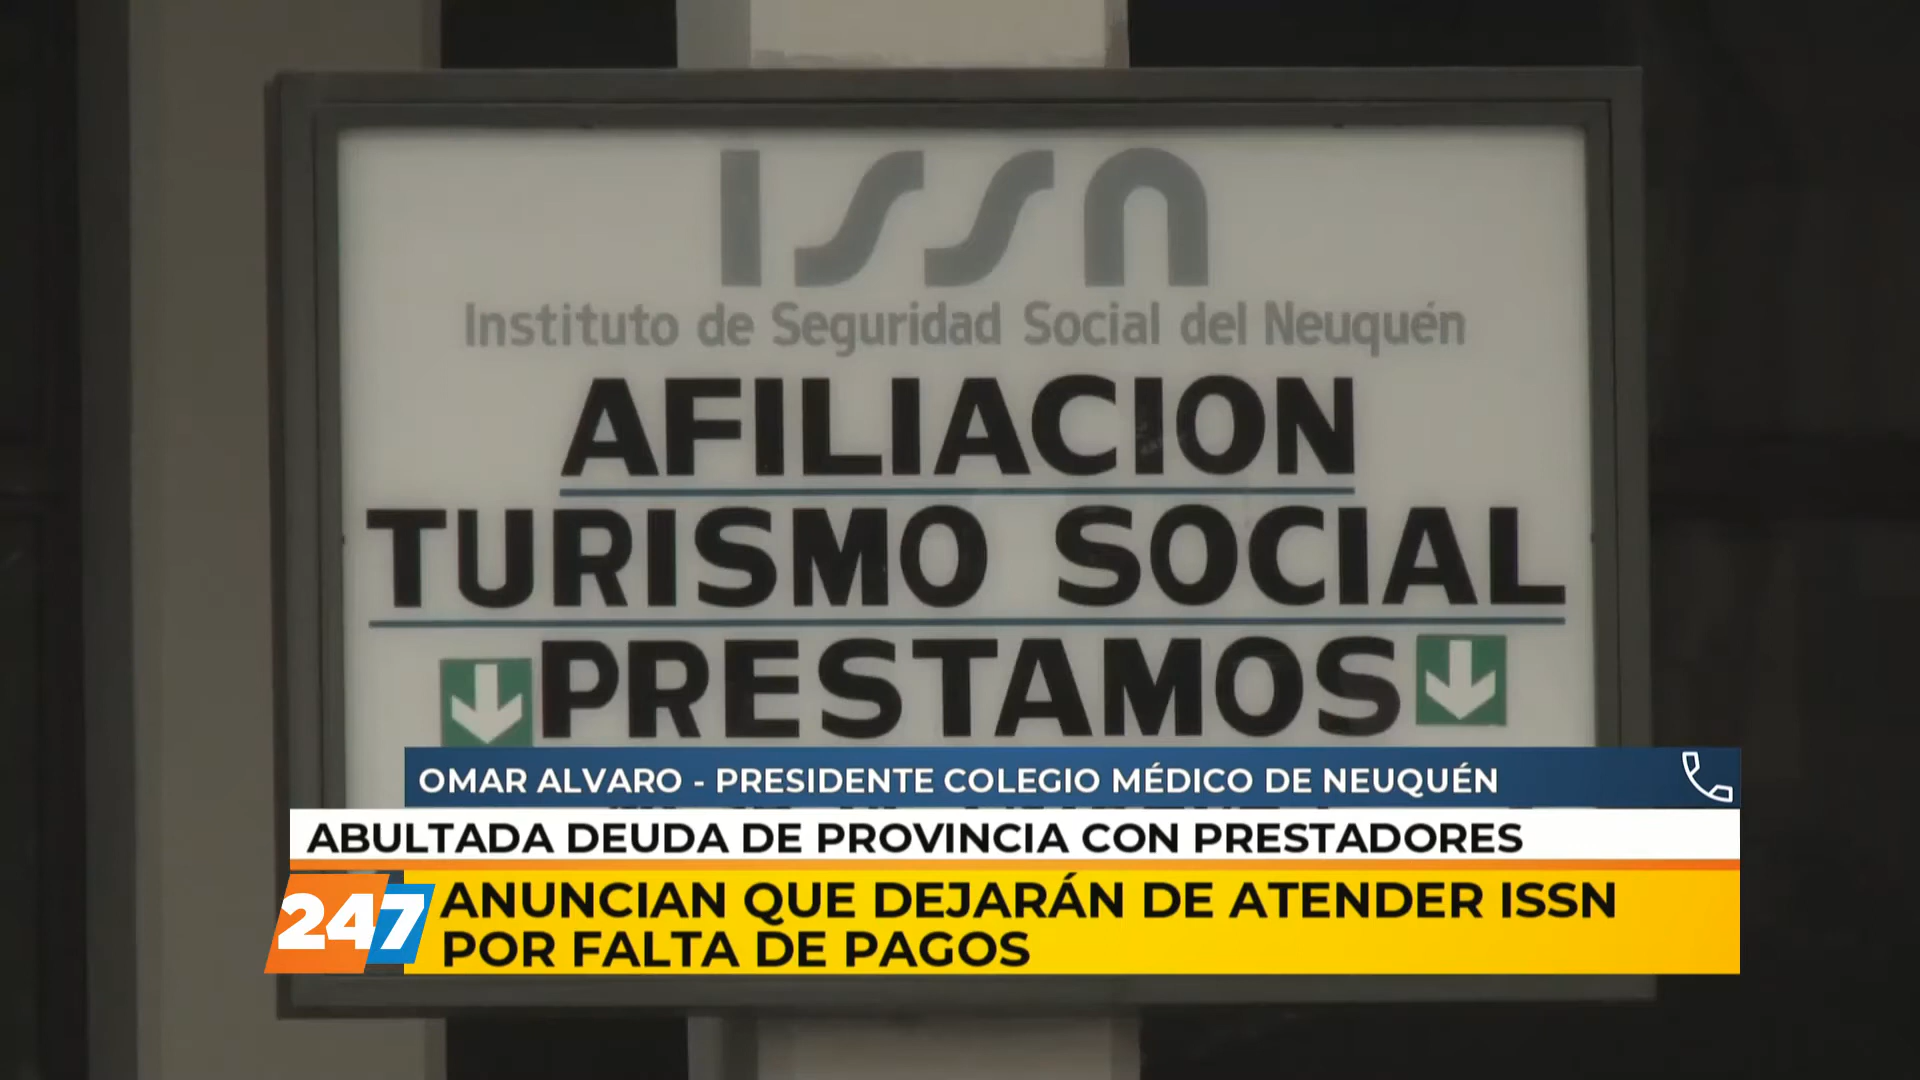 ISSN
Instituto de Seguridad Social del Neuquén
AFILIACION
TURISMO SOCIAL
PRESTAMOS
OMAR ALVARO - PRESIDENTE COLEGIO MÉDICO DE NEUQUÉN
ABULTADA DEUDA DE PROVINCIA CON PRESTADORES
247
ANUNCIAN QUE DEJARÁN DE ATENDER ISSN
POR FALTA DE PAGOS